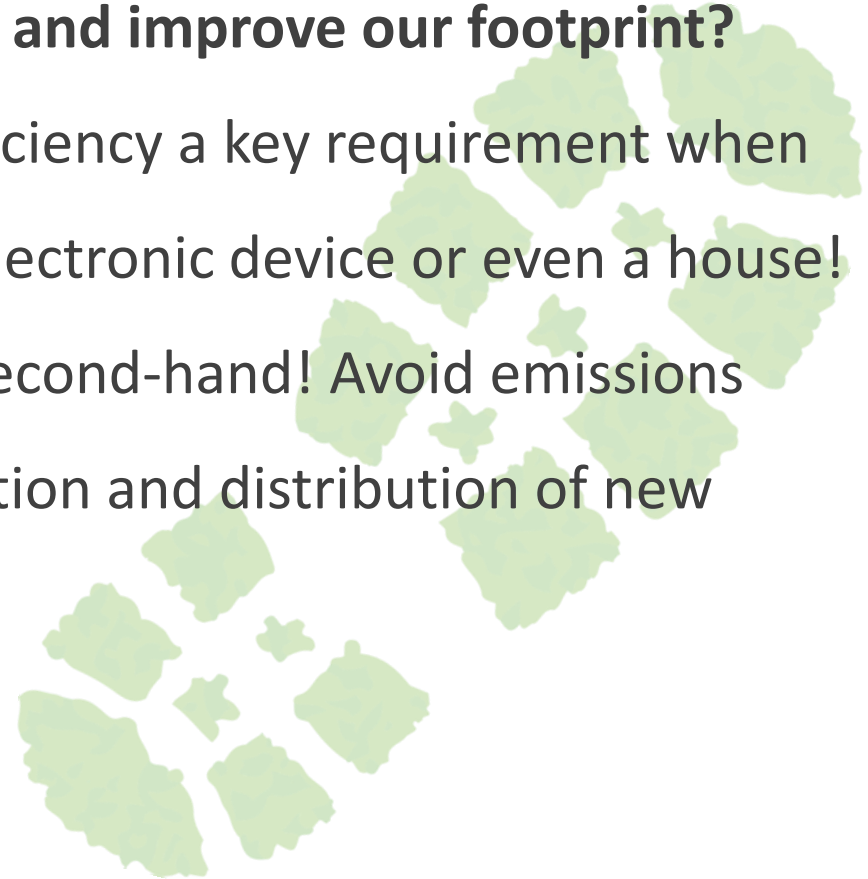 and improve our footprint?
ciency a key requirement when
ectronic device or even a house!
econd-hand! Avoid emissions
tion and distribution of new